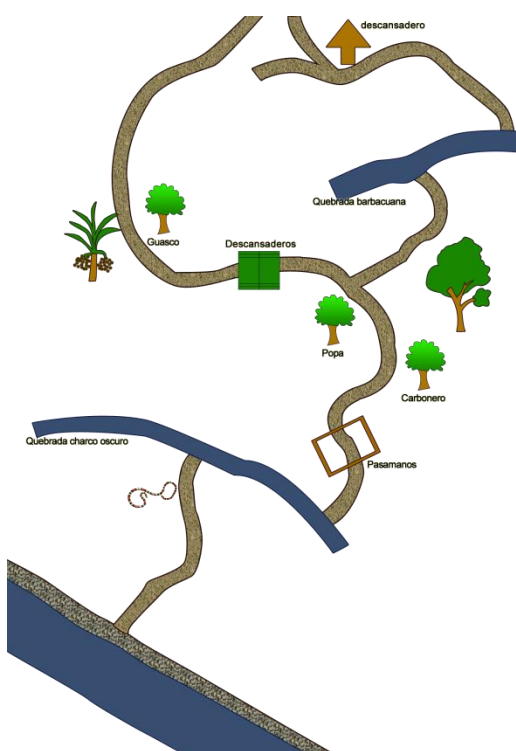 descansadero
Quebrada barbacuana
Guasco
Descansaderos
Popa
Carbonero
Quebrada charco oscuro
Pasamanos